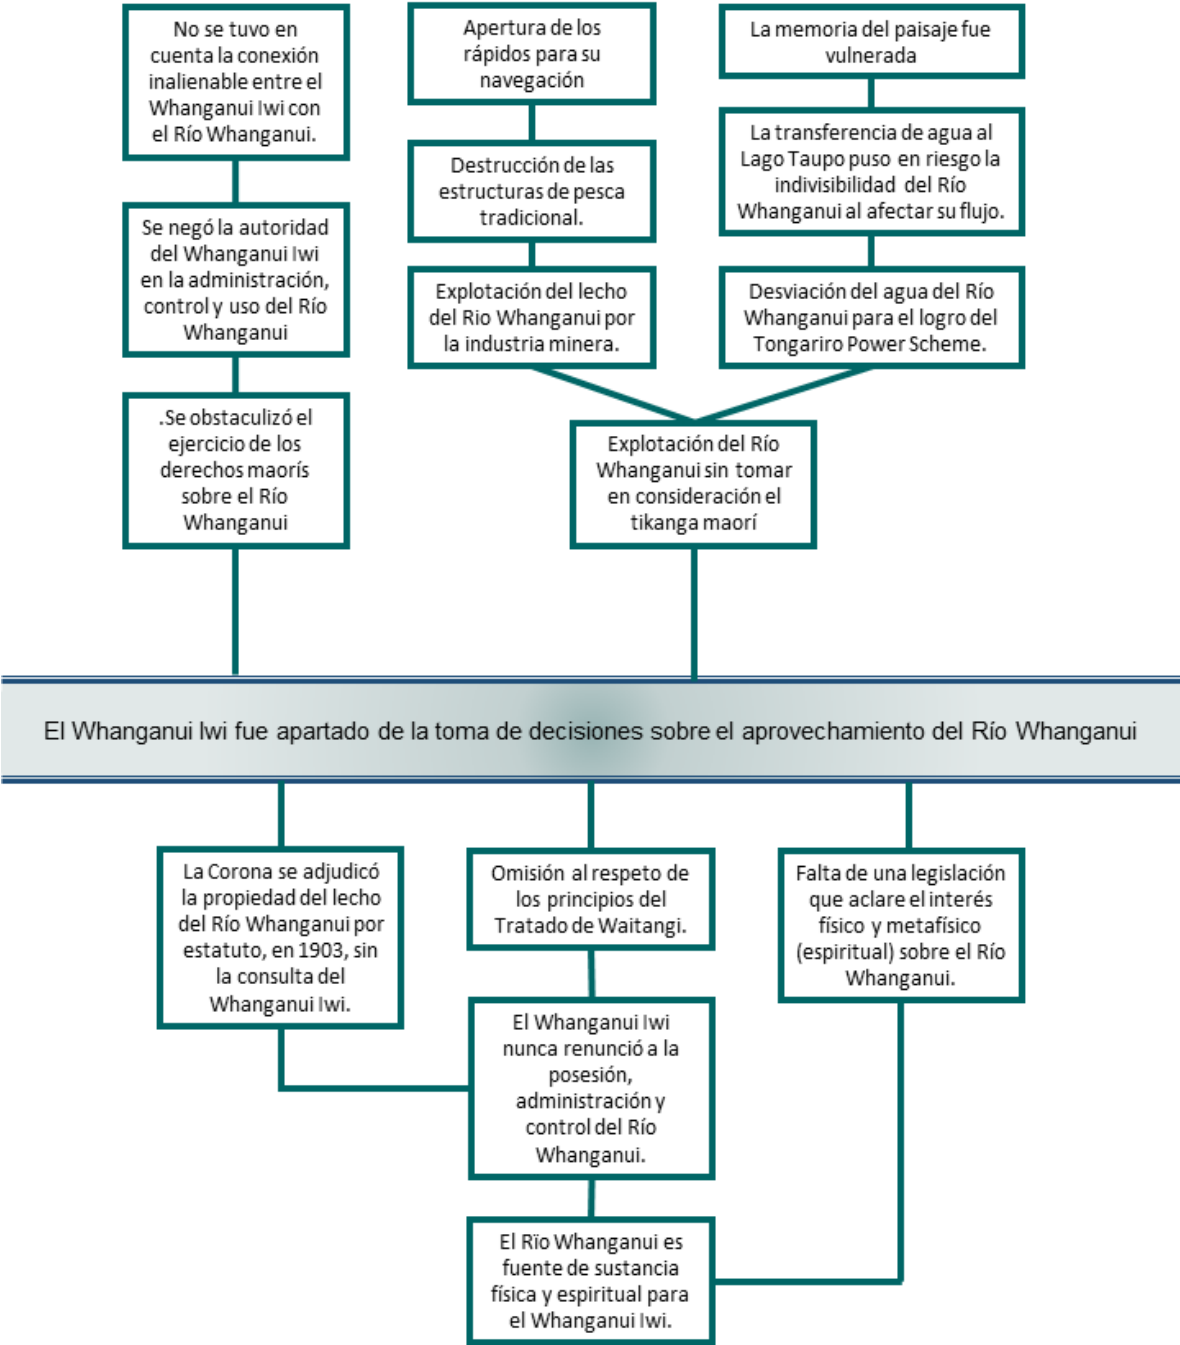 No se tuvo en
cuenta la conexión
inalienable entre el
Whanganui Iwi con
el Río Whanganui.
Se negó la autoridad
del Whanganui Iwi
en la administración,
control y uso del Río
Whanganui
.Se obstaculizó el
ejercicio de los
derechos maorís
sobre el Río
Whanganui
Apertura de los
rápidos para su
navegación
Destrucción de las
estructuras de pesca
tradicional.
Explotación del lecho
del Rio Whanganui por
la industria minera.
La memoria del paisaje fue
vulnerada
La transferencia de agua al
Lago Taupo puso en riesgo la
indivisibilidad del Río
Whanganui al afectar su flujo.
Desviación del agua del Río
Whanganui para el logro del
Tongariro Power Scheme.
Explotación del Río
Whanganui sin tomar
en consideración el
tikanga maorí
El Whanganui Iwi fue apartado de la toma de decisiones sobre el aprovechamiento del Río Whanganui
La Corona se adjudicó
la propiedad del lecho
del Río Whanganui por
estatuto, en 1903, sin
la consulta del
Whanganui Iwi.
Omisión al respeto de
los principios del
Tratado de Waitangi.
El Whanganui Iwi
nunca renunció a la
posesión,
administración y
control del Río
Whanganui.
El Rïo Whanganui es
fuente de sustancia
física y espiritual para
el Whanganui Iwi.
Falta de una legislación
que aclare el interés
físico y metafísico
(espiritual) sobre el Río
Whanganui.